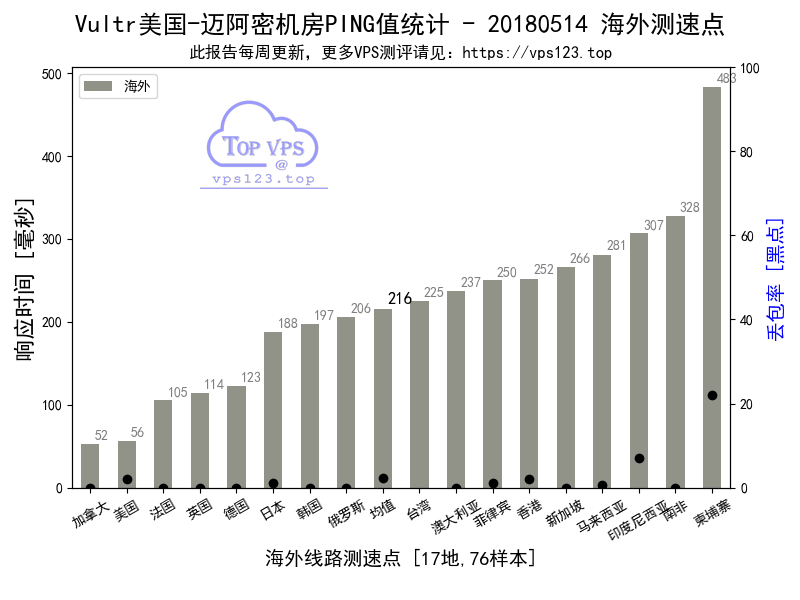 Vultr美国-迈阿密机房PING值统计 - 20180514 海外测速点
此报告每周更新，更多VPS测评请见：https://vps123.top
海外
TOP VPS
@
vps123.top
响应时间 [毫秒]
500
400
300
200
100
0
52
56
105
114
123
188
197
206
216
225
237
250
252
266
281
307
328
483
100
80
60
40
20
0
丢包率 [黑点]
加拿大
美国
法国
英国
德国
日本
韩国
俄罗斯
均值
台湾
澳大利亚
菲律宾
香港
新加坡
马来西亚
印度尼西亚
南非
柬埔寨
海外线路测速点 [17地,76样本]